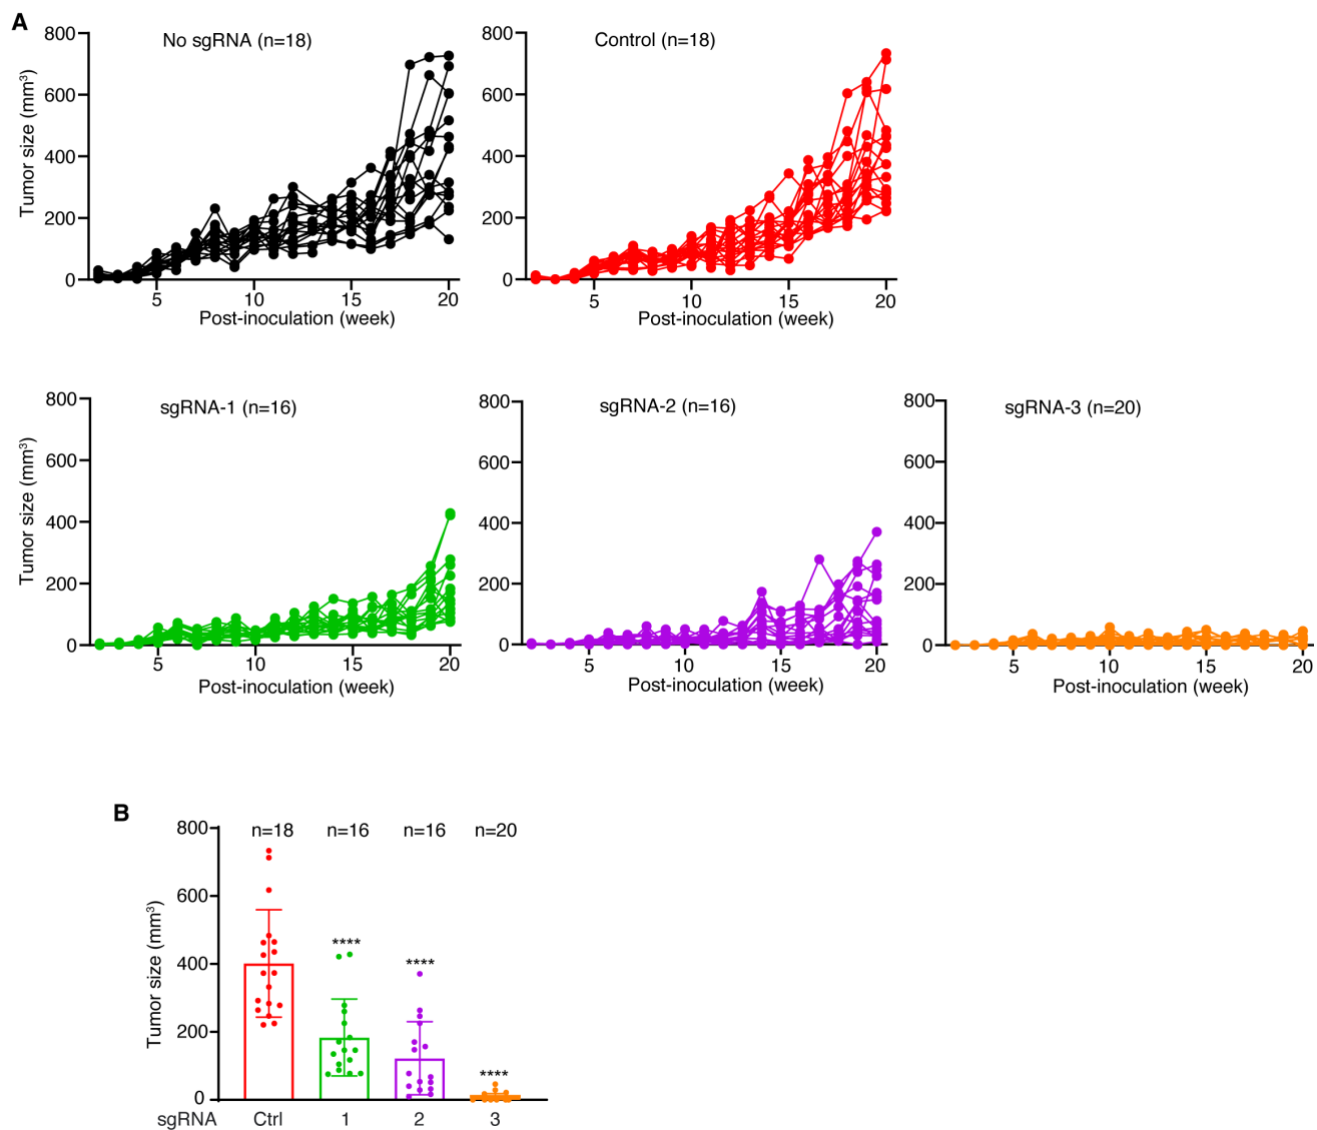 A
No sgRNA (n=18)
Control (n=18)
Tumor size (mm³)
800
600
400
200
0
5 10 15 20
Post-inoculation (week)
800
600
400
200
0
5 10 15 20
Post-inoculation (week)
sgRNA-1 (n=16)
sgRNA-2 (n=16)
sgRNA-3 (n=20)
Tumor size (mm³)
800
600
400
200
0
5 10 15 20
Post-inoculation (week)
800
600
400
200
0
5 10 15 20
Post-inoculation (week)
800
600
400
200
0
5 10 15 20
Post-inoculation (week)
B
n=18 n=16 n=16 n=20
Tumor size (mm³)
800
600
400
200
0
****
****
****
sgRNA Ctrl 1 2 3